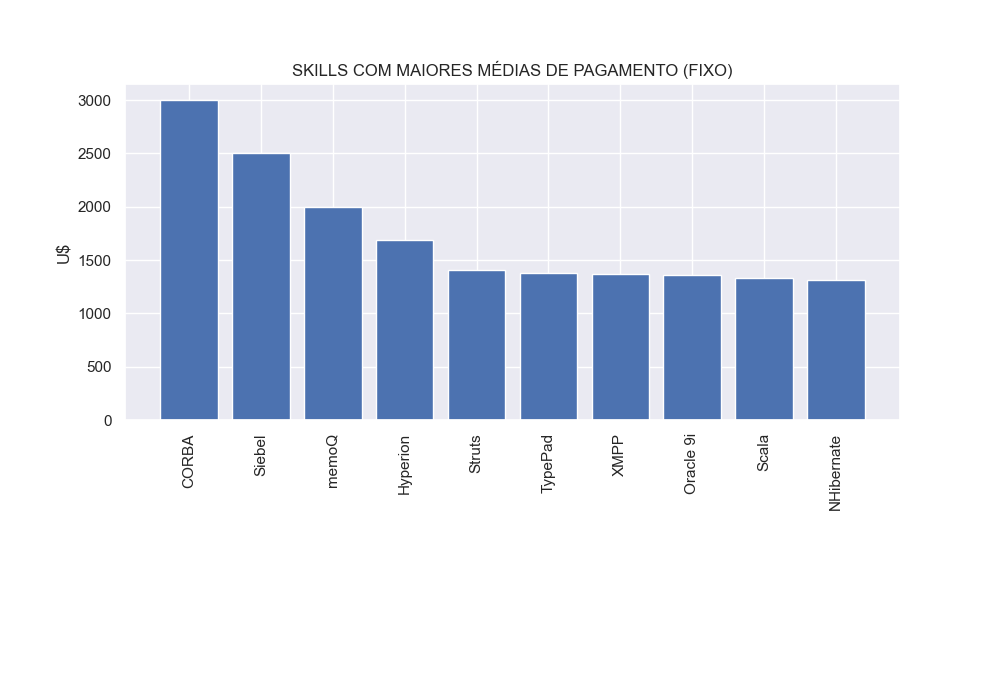 SKILLS COM MAIORES MÉDIAS DE PAGAMENTO (FIXO)
3000
2500
2000
1500
1000
500
0
U$
CORBA
Siebel
memoQ
Hyperion
Struts
TypePad
XMPP
Oracle 9i
Scala
NHibernate